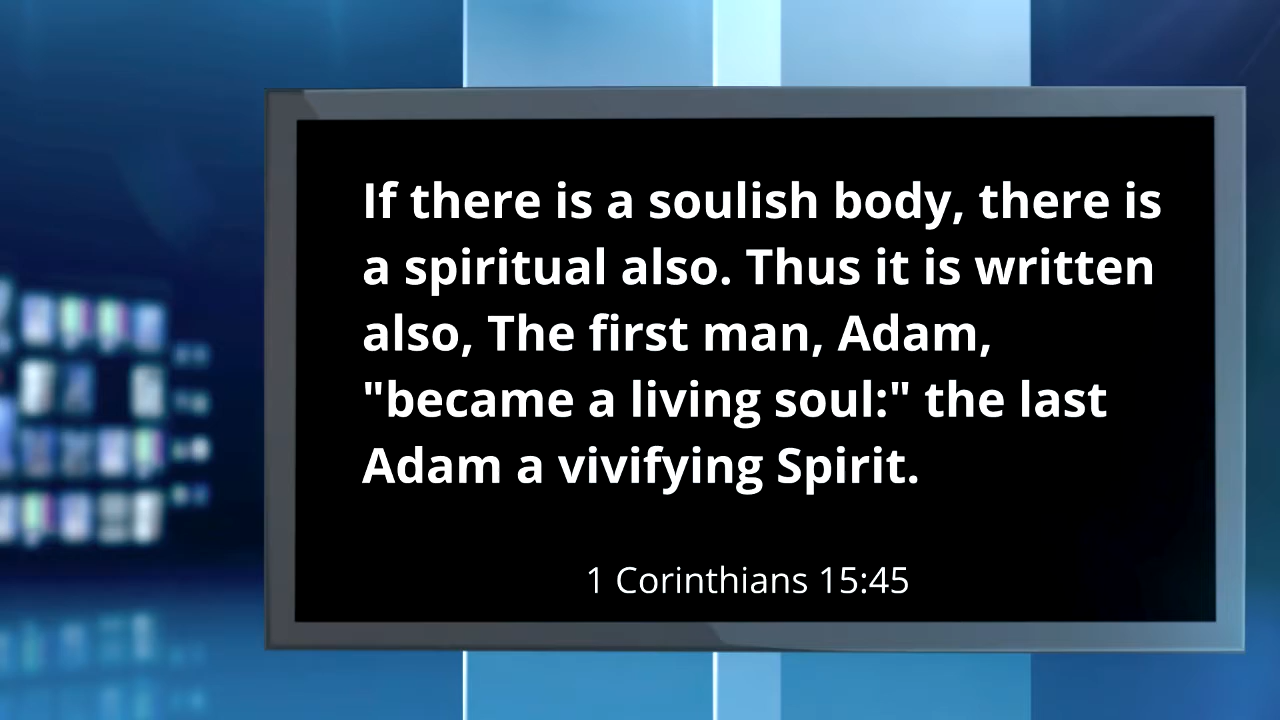 If there is a soulish body, there is
a spiritual also. Thus it is written
also, The first man, Adam,
"became a living soul:" the last
Adam a vivifying Spirit.
1 Corinthians 15:45